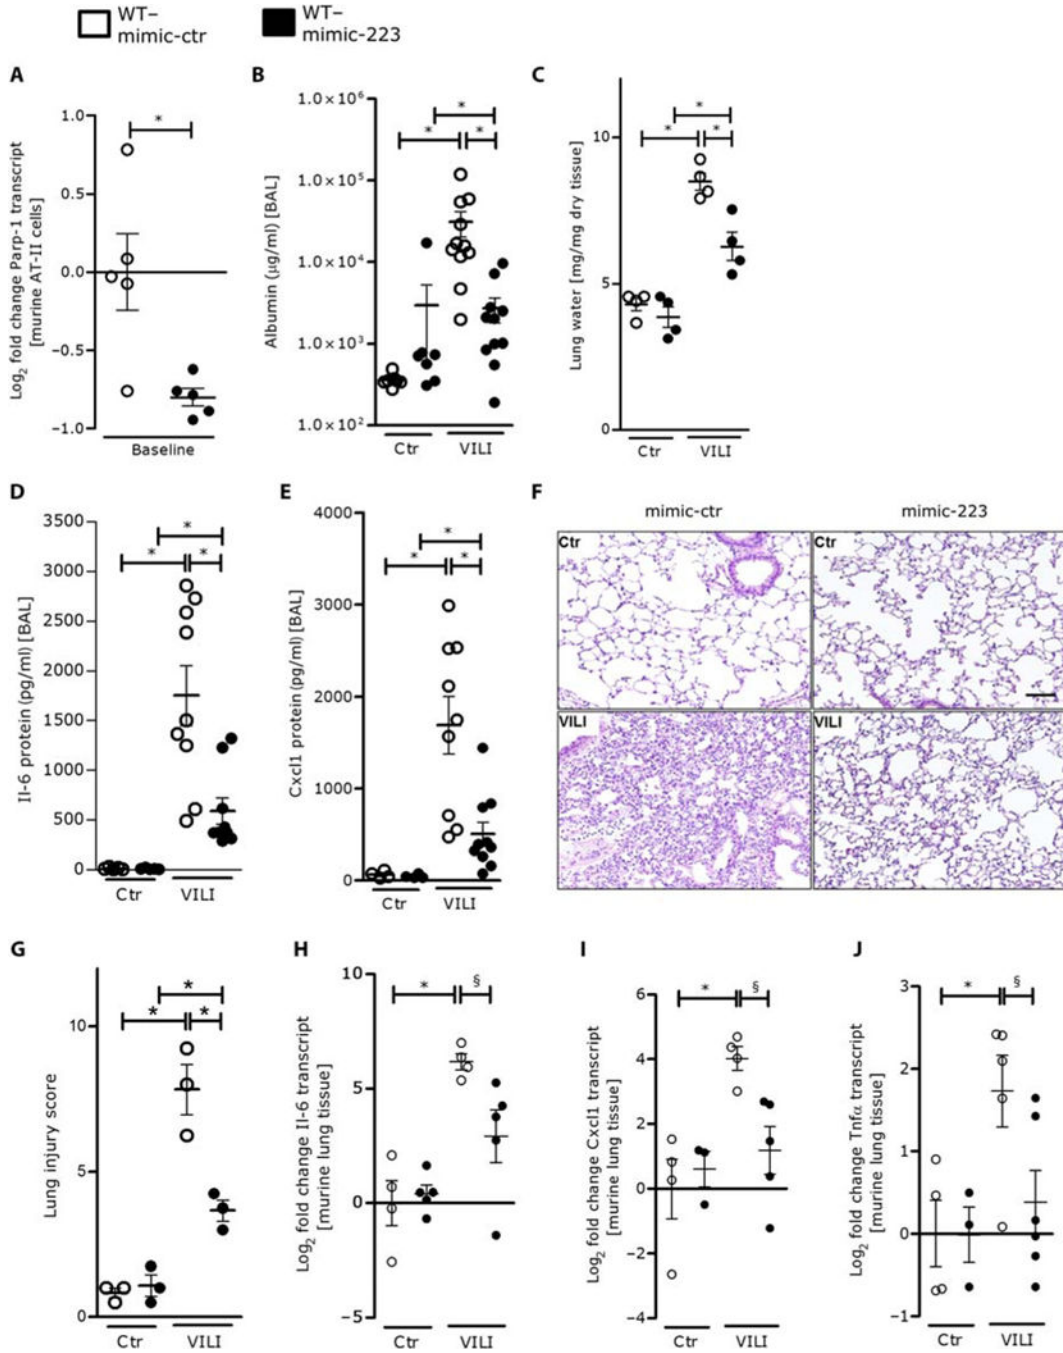 WT–
mimic-ctr
WT–
mimic-223
A
Log2 fold change Parp-1 transcript
[murine AT-II cells]
1.0
0.5
0.0
−0.5
−1.0
*
Baseline
B
Albumin (μg/ml) [BAL]
1.0×10^6
1.0×10^5
1.0×10^4
1.0×10^3
1.0×10^2
*
*
*
Ctr
VILI
C
Lung water [mg/mg dry tissue]
10
5
0
*
*
*
Ctr
VILI
D
Il-6 protein (pg/ml) [BAL]
3500
3000
2500
2000
1500
1000
500
0
*
*
*
Ctr
VILI
E
Cxcl1 protein (pg/ml) [BAL]
4000
3000
2000
1000
0
*
*
*
Ctr
VILI
F
mimic-ctr
mimic-223
Ctr
Ctr
VILI
VILI
G
Lung injury score
10
5
0
*
*
*
Ctr
VILI
H
Log2 fold change Il-6 transcript
[murine lung tissue]
10
5
0
−5
*
§
Ctr
VILI
I
Log2 fold change Cxcl1 transcript
[murine lung tissue]
6
4
2
0
−2
−4
*
§
Ctr
VILI
J
Log2 fold change Tnfα transcript
[murine lung tissue]
3
2
1
0
−1
*
§
Ctr
VILI